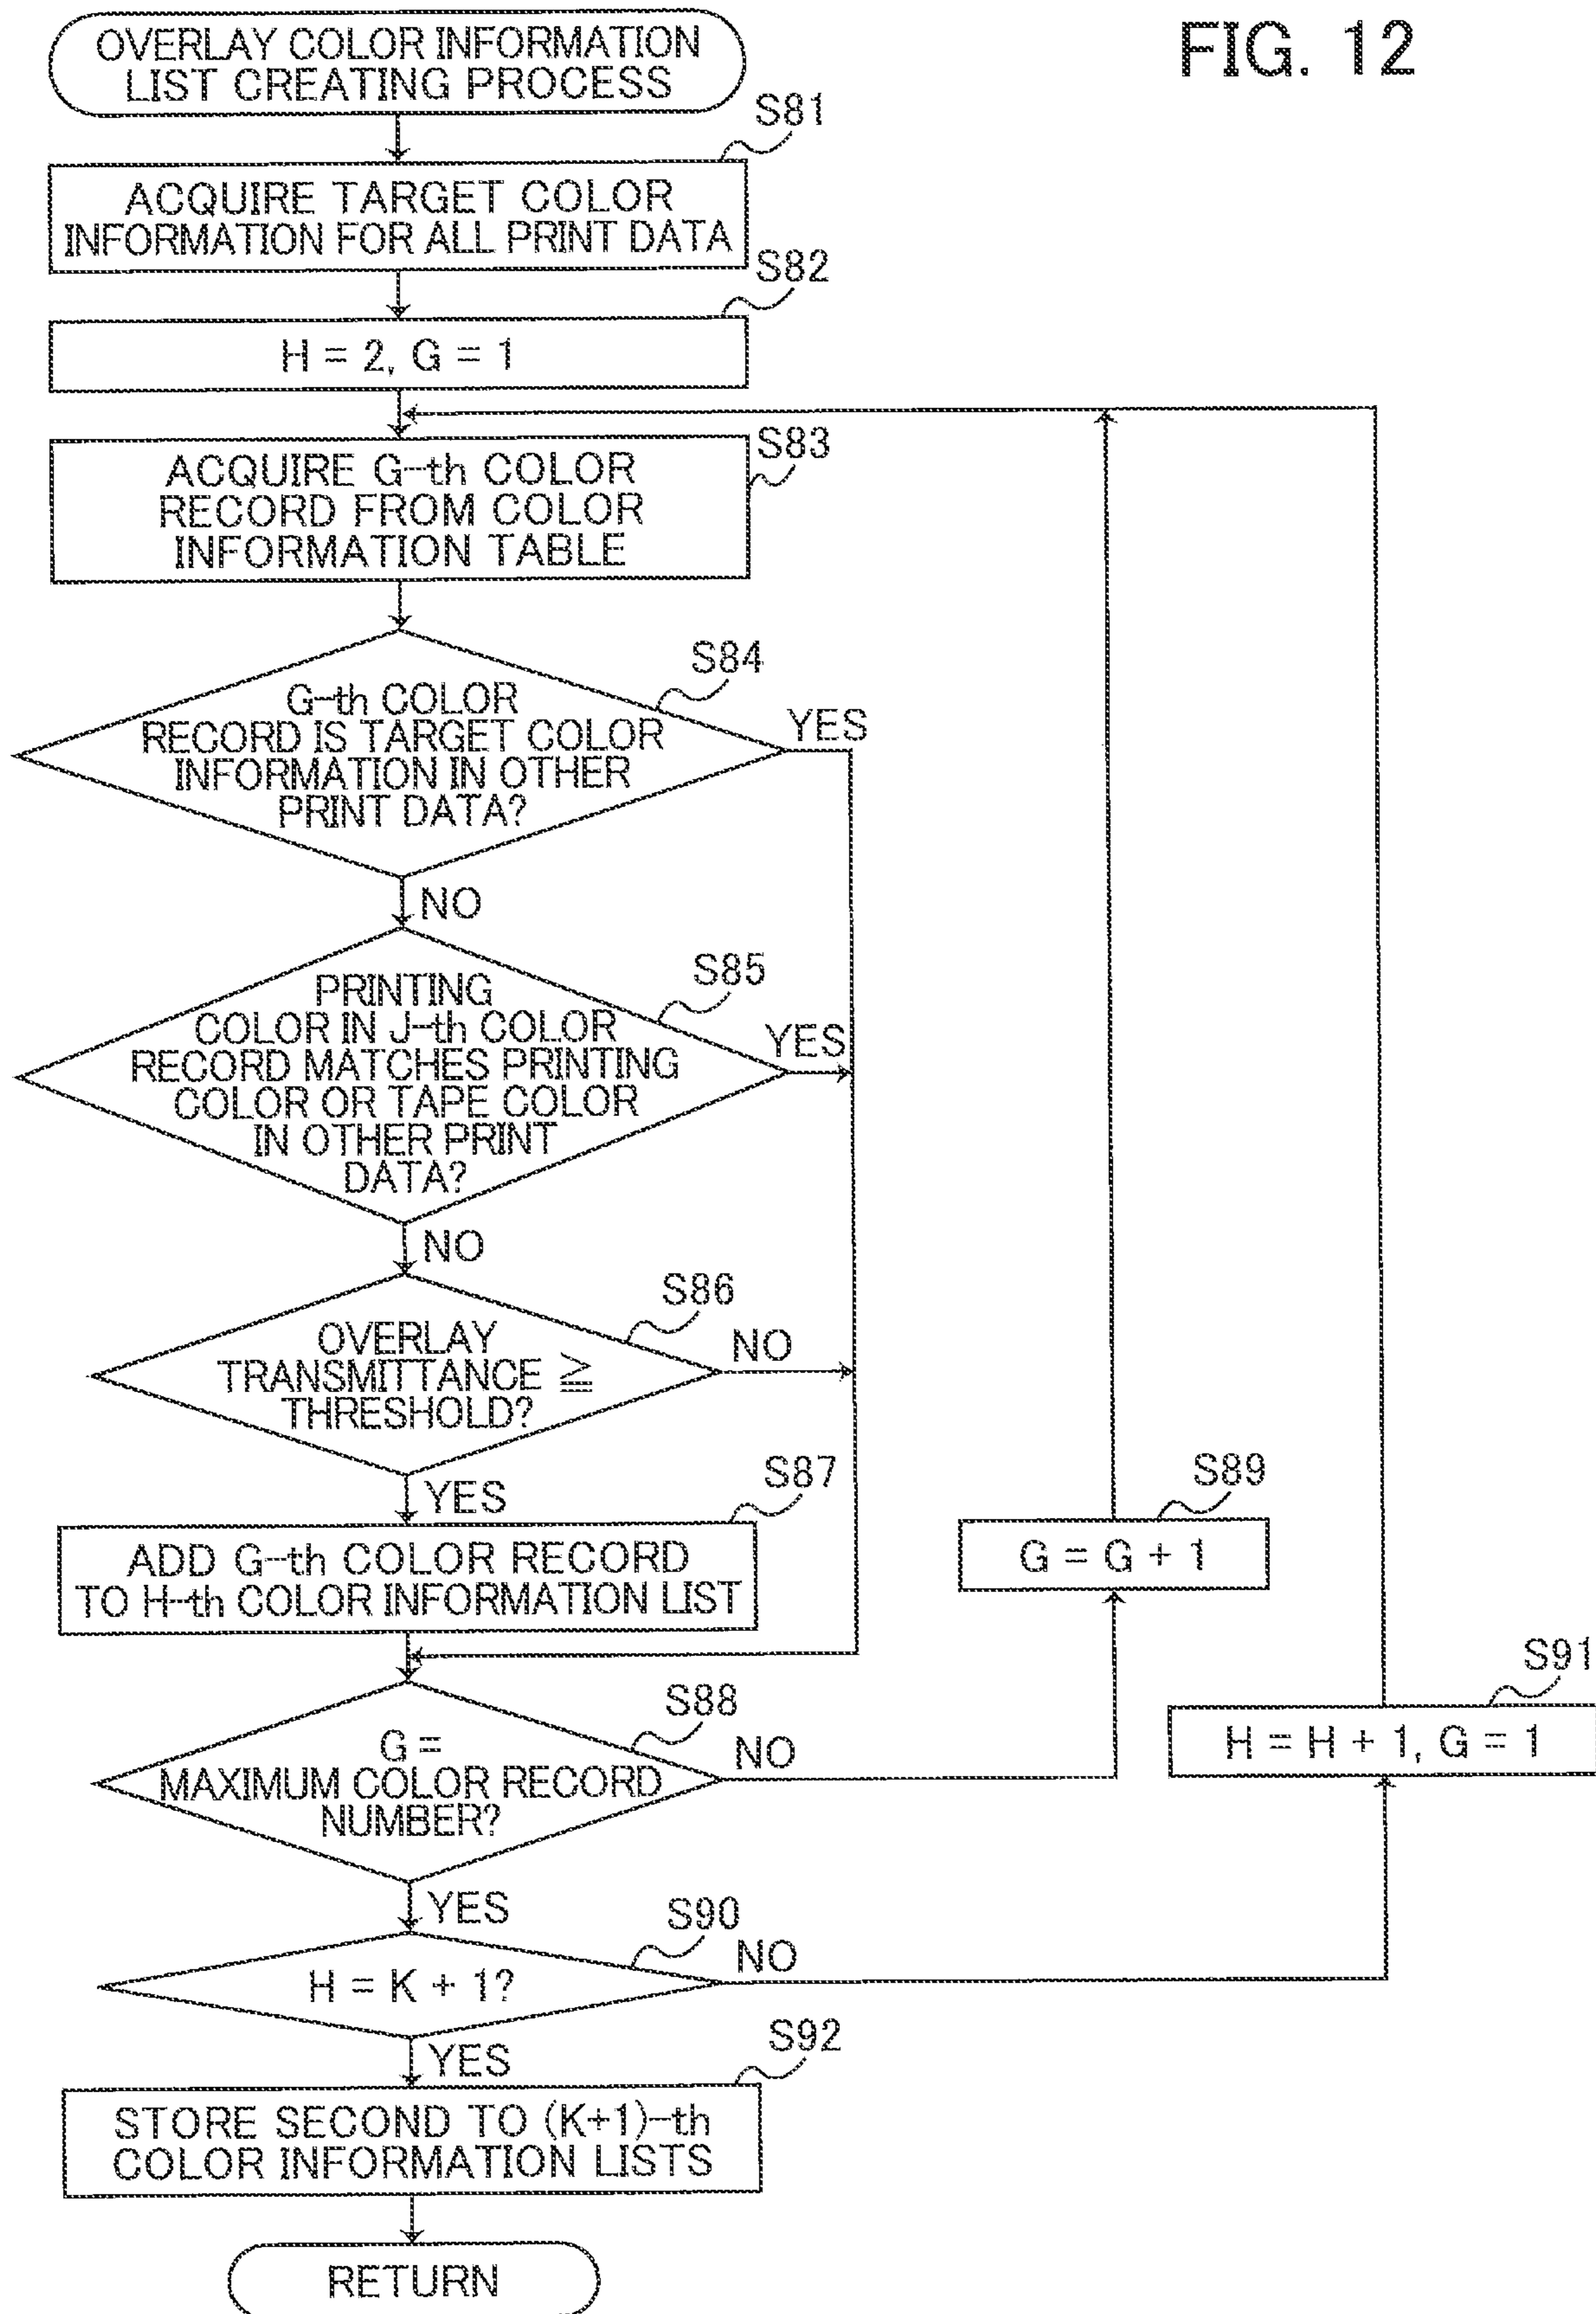 FIG. 12
OVERLAY COLOR INFORMATION
LIST CREATING PROCESS
S81
ACQUIRE TARGET COLOR
INFORMATION FOR ALL PRINT DATA
S82
H = 2, G = 1
S83
ACQUIRE G-th COLOR
RECORD FROM COLOR
INFORMATION TABLE
S84
G-th COLOR
RECORD IS TARGET COLOR
INFORMATION IN OTHER
PRINT DATA?
YES
NO
S85
PRINTING
COLOR IN J-th COLOR
RECORD MATCHES PRINTING
COLOR OR TAPE COLOR
IN OTHER PRINT
DATA?
YES
NO
S86
OVERLAY
TRANSMITTANCE ≧
THRESHOLD?
NO
YES
S87
ADD G-th COLOR RECORD
TO H-th COLOR INFORMATION LIST
S89
G = G + 1
S88
G =
MAXIMUM COLOR RECORD
NUMBER?
NO
YES
S91
H = H + 1, G = 1
S90
H = K + 1?
NO
YES
S92
STORE SECOND TO (K+1)-th
COLOR INFORMATION LISTS
RETURN